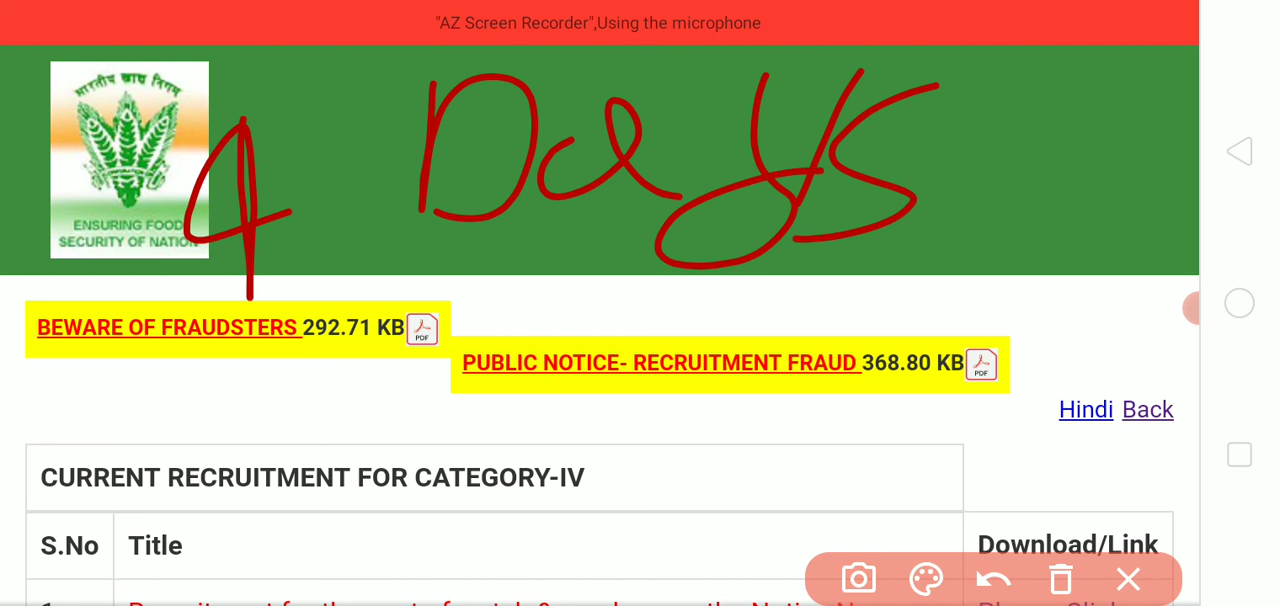 "AZ Screen Recorder",Using the microphone
भारतीय खाद्य निगम
ENSURING FOOD
SECURITY OF NATION
4 Days
BEWARE OF FRAUDSTERS 292.71 KB PDF
PUBLIC NOTICE- RECRUITMENT FRAUD 368.80 KB PDF
Hindi Back
CURRENT RECRUITMENT FOR CATEGORY-IV
S.No Title Download/Link